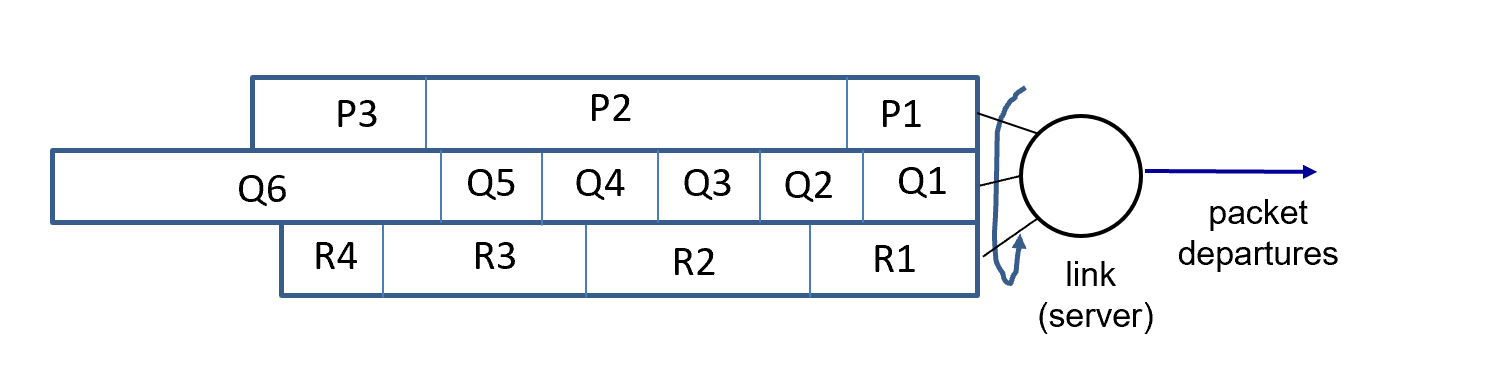 P3 P2 P1
Q6 Q5 Q4 Q3 Q2 Q1
R4 R3 R2 R1
link
(server)
packet
departures